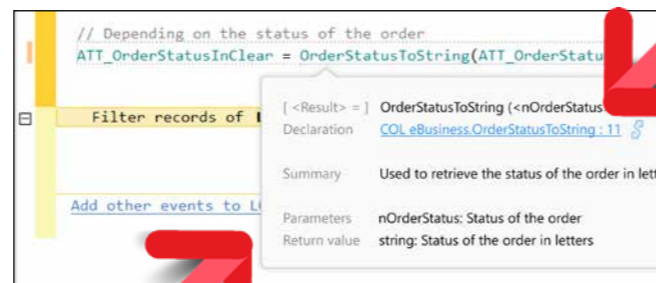 // Depending on the status of the order
ATT_OrderStatusInClear = OrderStatusToString(ATT_OrderStatu
[ <Result> = ] OrderStatusToString (<nOrderStatus
Filter records of
Declaration COL eBusiness.OrderStatusToString : 11
Summary Used to retrieve the status of the order in lett
Add other events to L
Parameters nOrderStatus: Status of the order
Return value string: Status of the order in letters